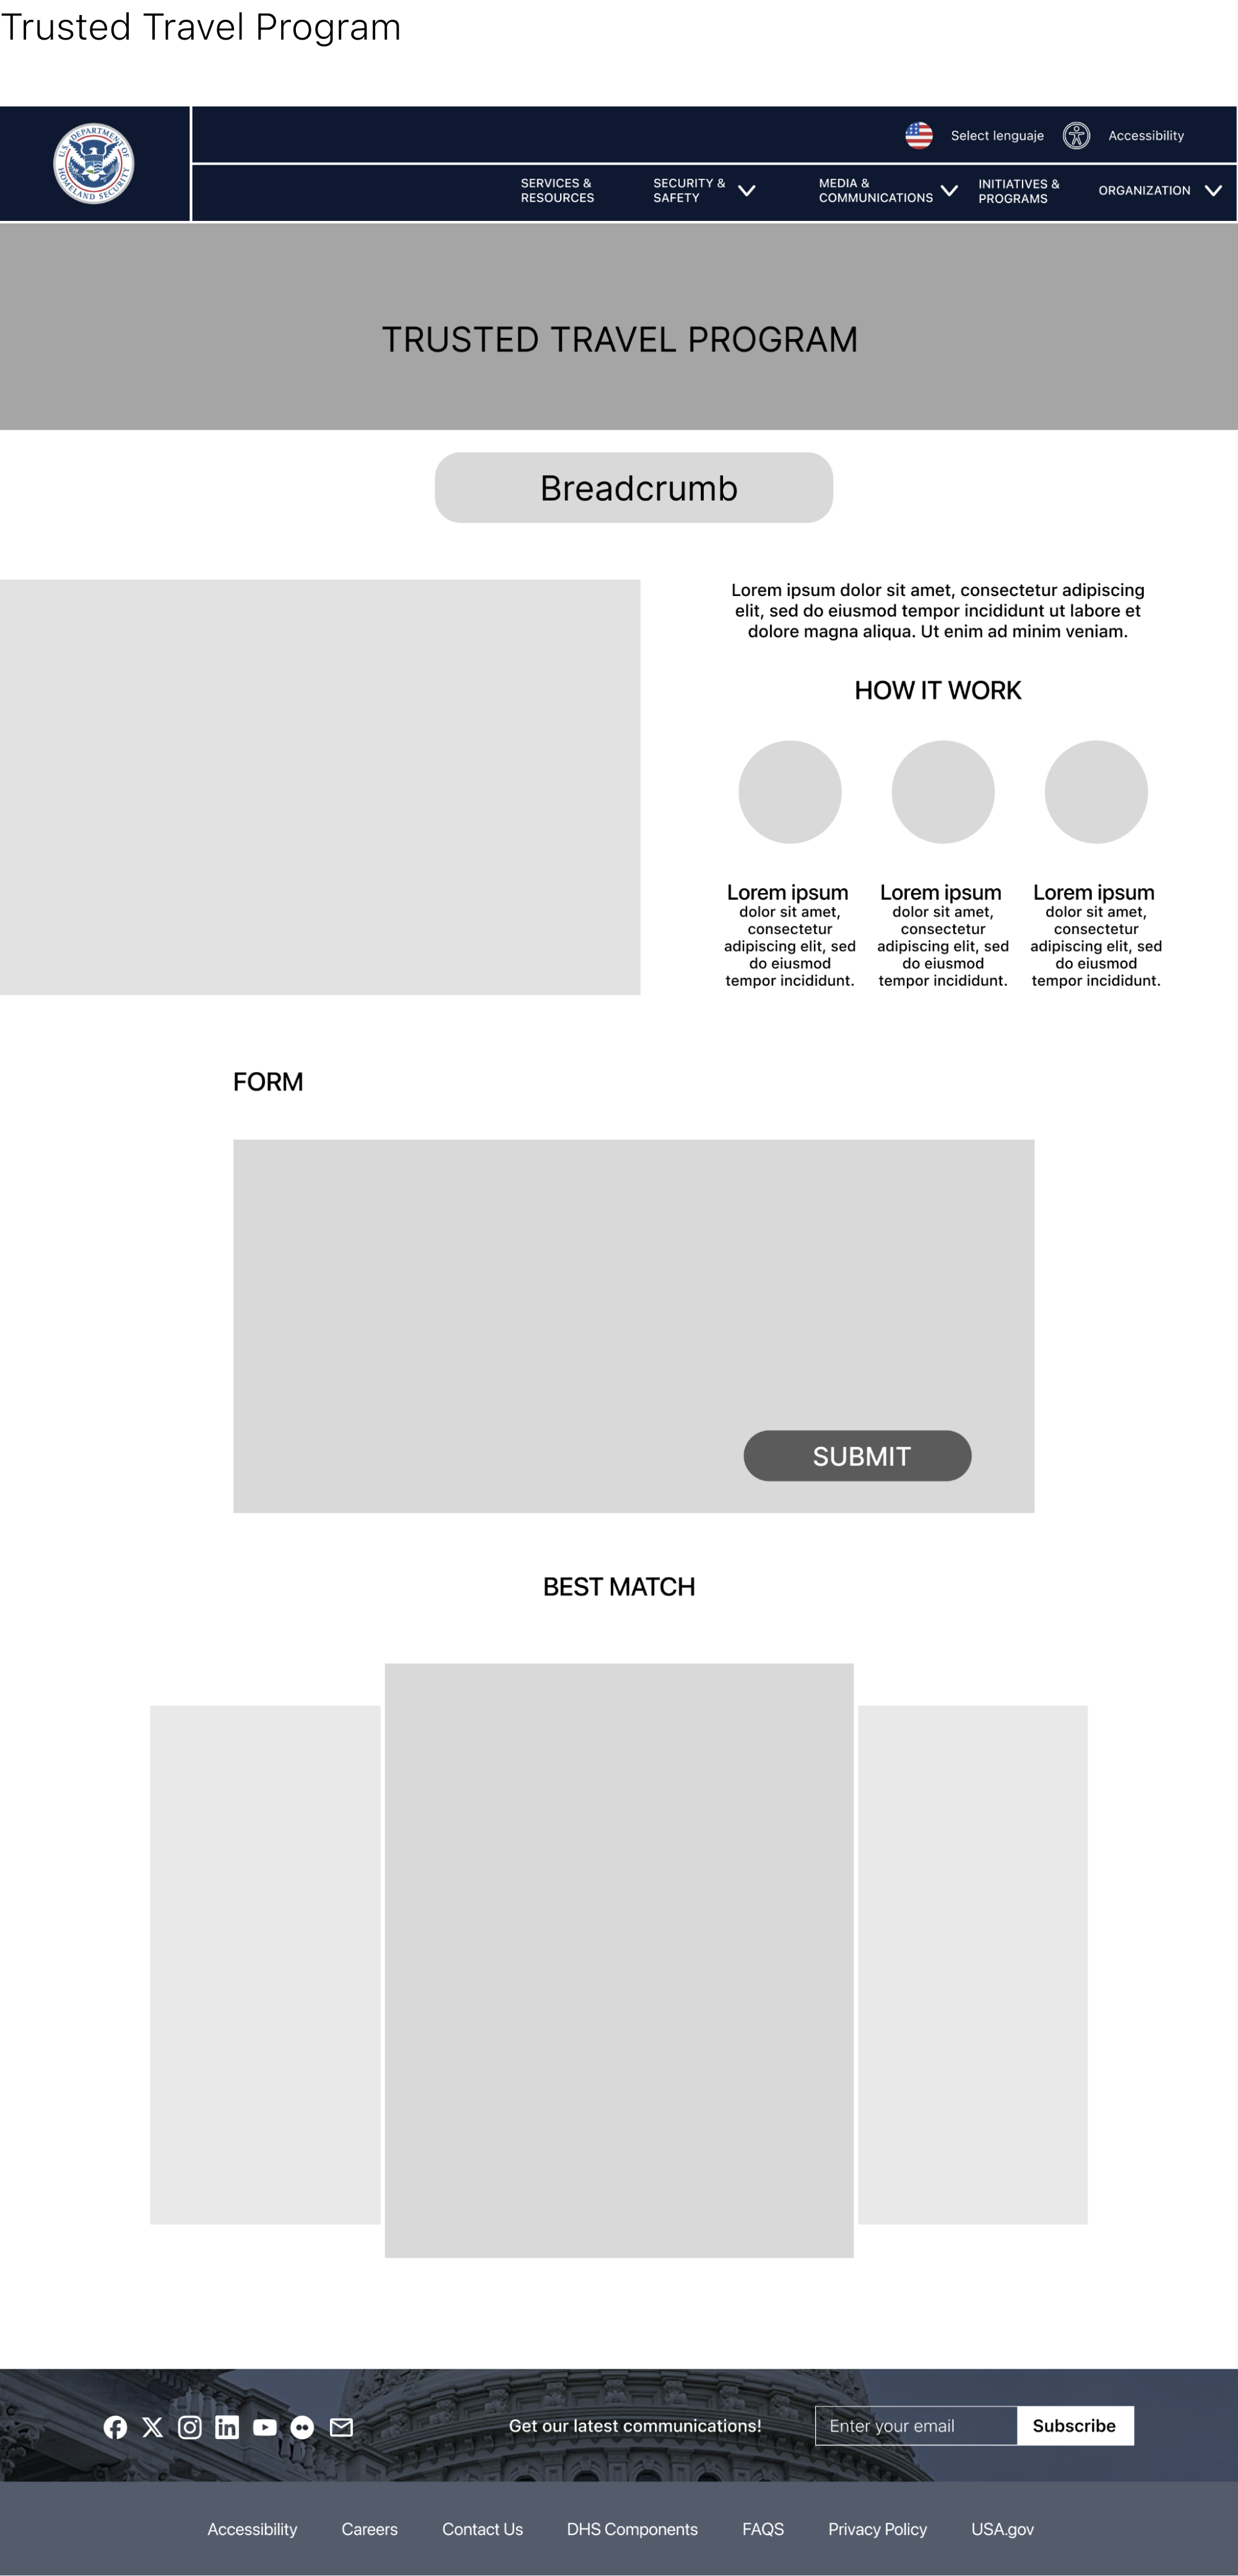 Trusted Travel Program
U.S. DEPARTMENT OF HOMELAND SECURITY
Select lenguaje
Accessibility
SERVICES &
RESOURCES
SECURITY &
SAFETY
MEDIA &
COMMUNICATIONS
INITIATIVES &
PROGRAMS
ORGANIZATION
TRUSTED TRAVEL PROGRAM
Breadcrumb
Lorem ipsum dolor sit amet, consectetur adipiscing
elit, sed do eiusmod tempor incididunt ut labore et
dolore magna aliqua. Ut enim ad minim veniam.
HOW IT WORK
Lorem ipsum
dolor sit amet,
consectetur
adipiscing elit, sed
do eiusmod
tempor incididunt.
Lorem ipsum
dolor sit amet,
consectetur
adipiscing elit, sed
do eiusmod
tempor incididunt.
Lorem ipsum
dolor sit amet,
consectetur
adipiscing elit, sed
do eiusmod
tempor incididunt.
FORM
SUBMIT
BEST MATCH
Get our latest communications!
Enter your email
Subscribe
Accessibility
Careers
Contact Us
DHS Components
FAQS
Privacy Policy
USA.gov